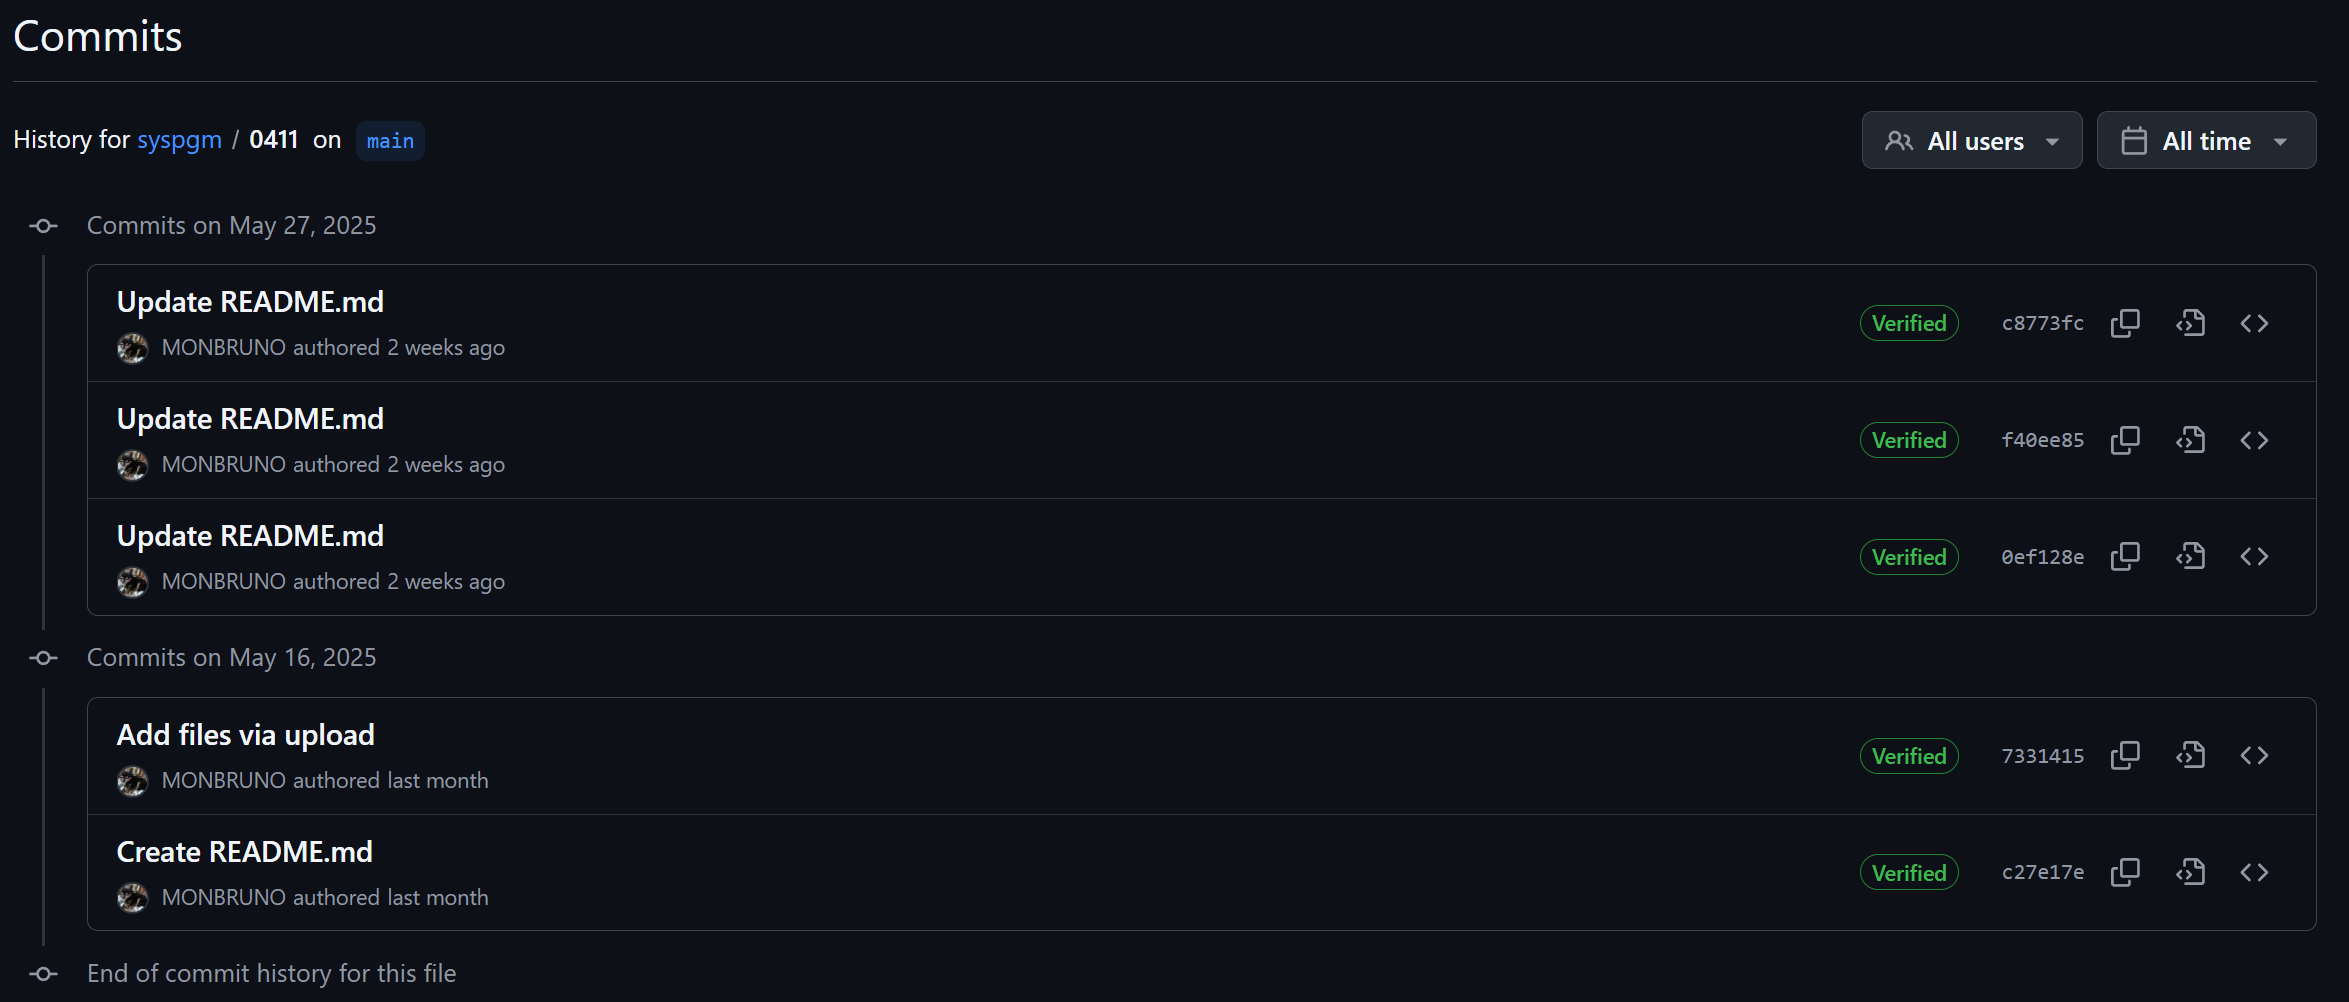 Commits
History for syspgm / 0411 on main
All users
All time
Commits on May 27, 2025
Update README.md
MONBRUNO authored 2 weeks ago
Verified
c8773fc
Update README.md
MONBRUNO authored 2 weeks ago
Verified
f40ee85
Update README.md
MONBRUNO authored 2 weeks ago
Verified
0ef128e
Commits on May 16, 2025
Add files via upload
MONBRUNO authored last month
Verified
7331415
Create README.md
MONBRUNO authored last month
Verified
c27e17e
End of commit history for this file